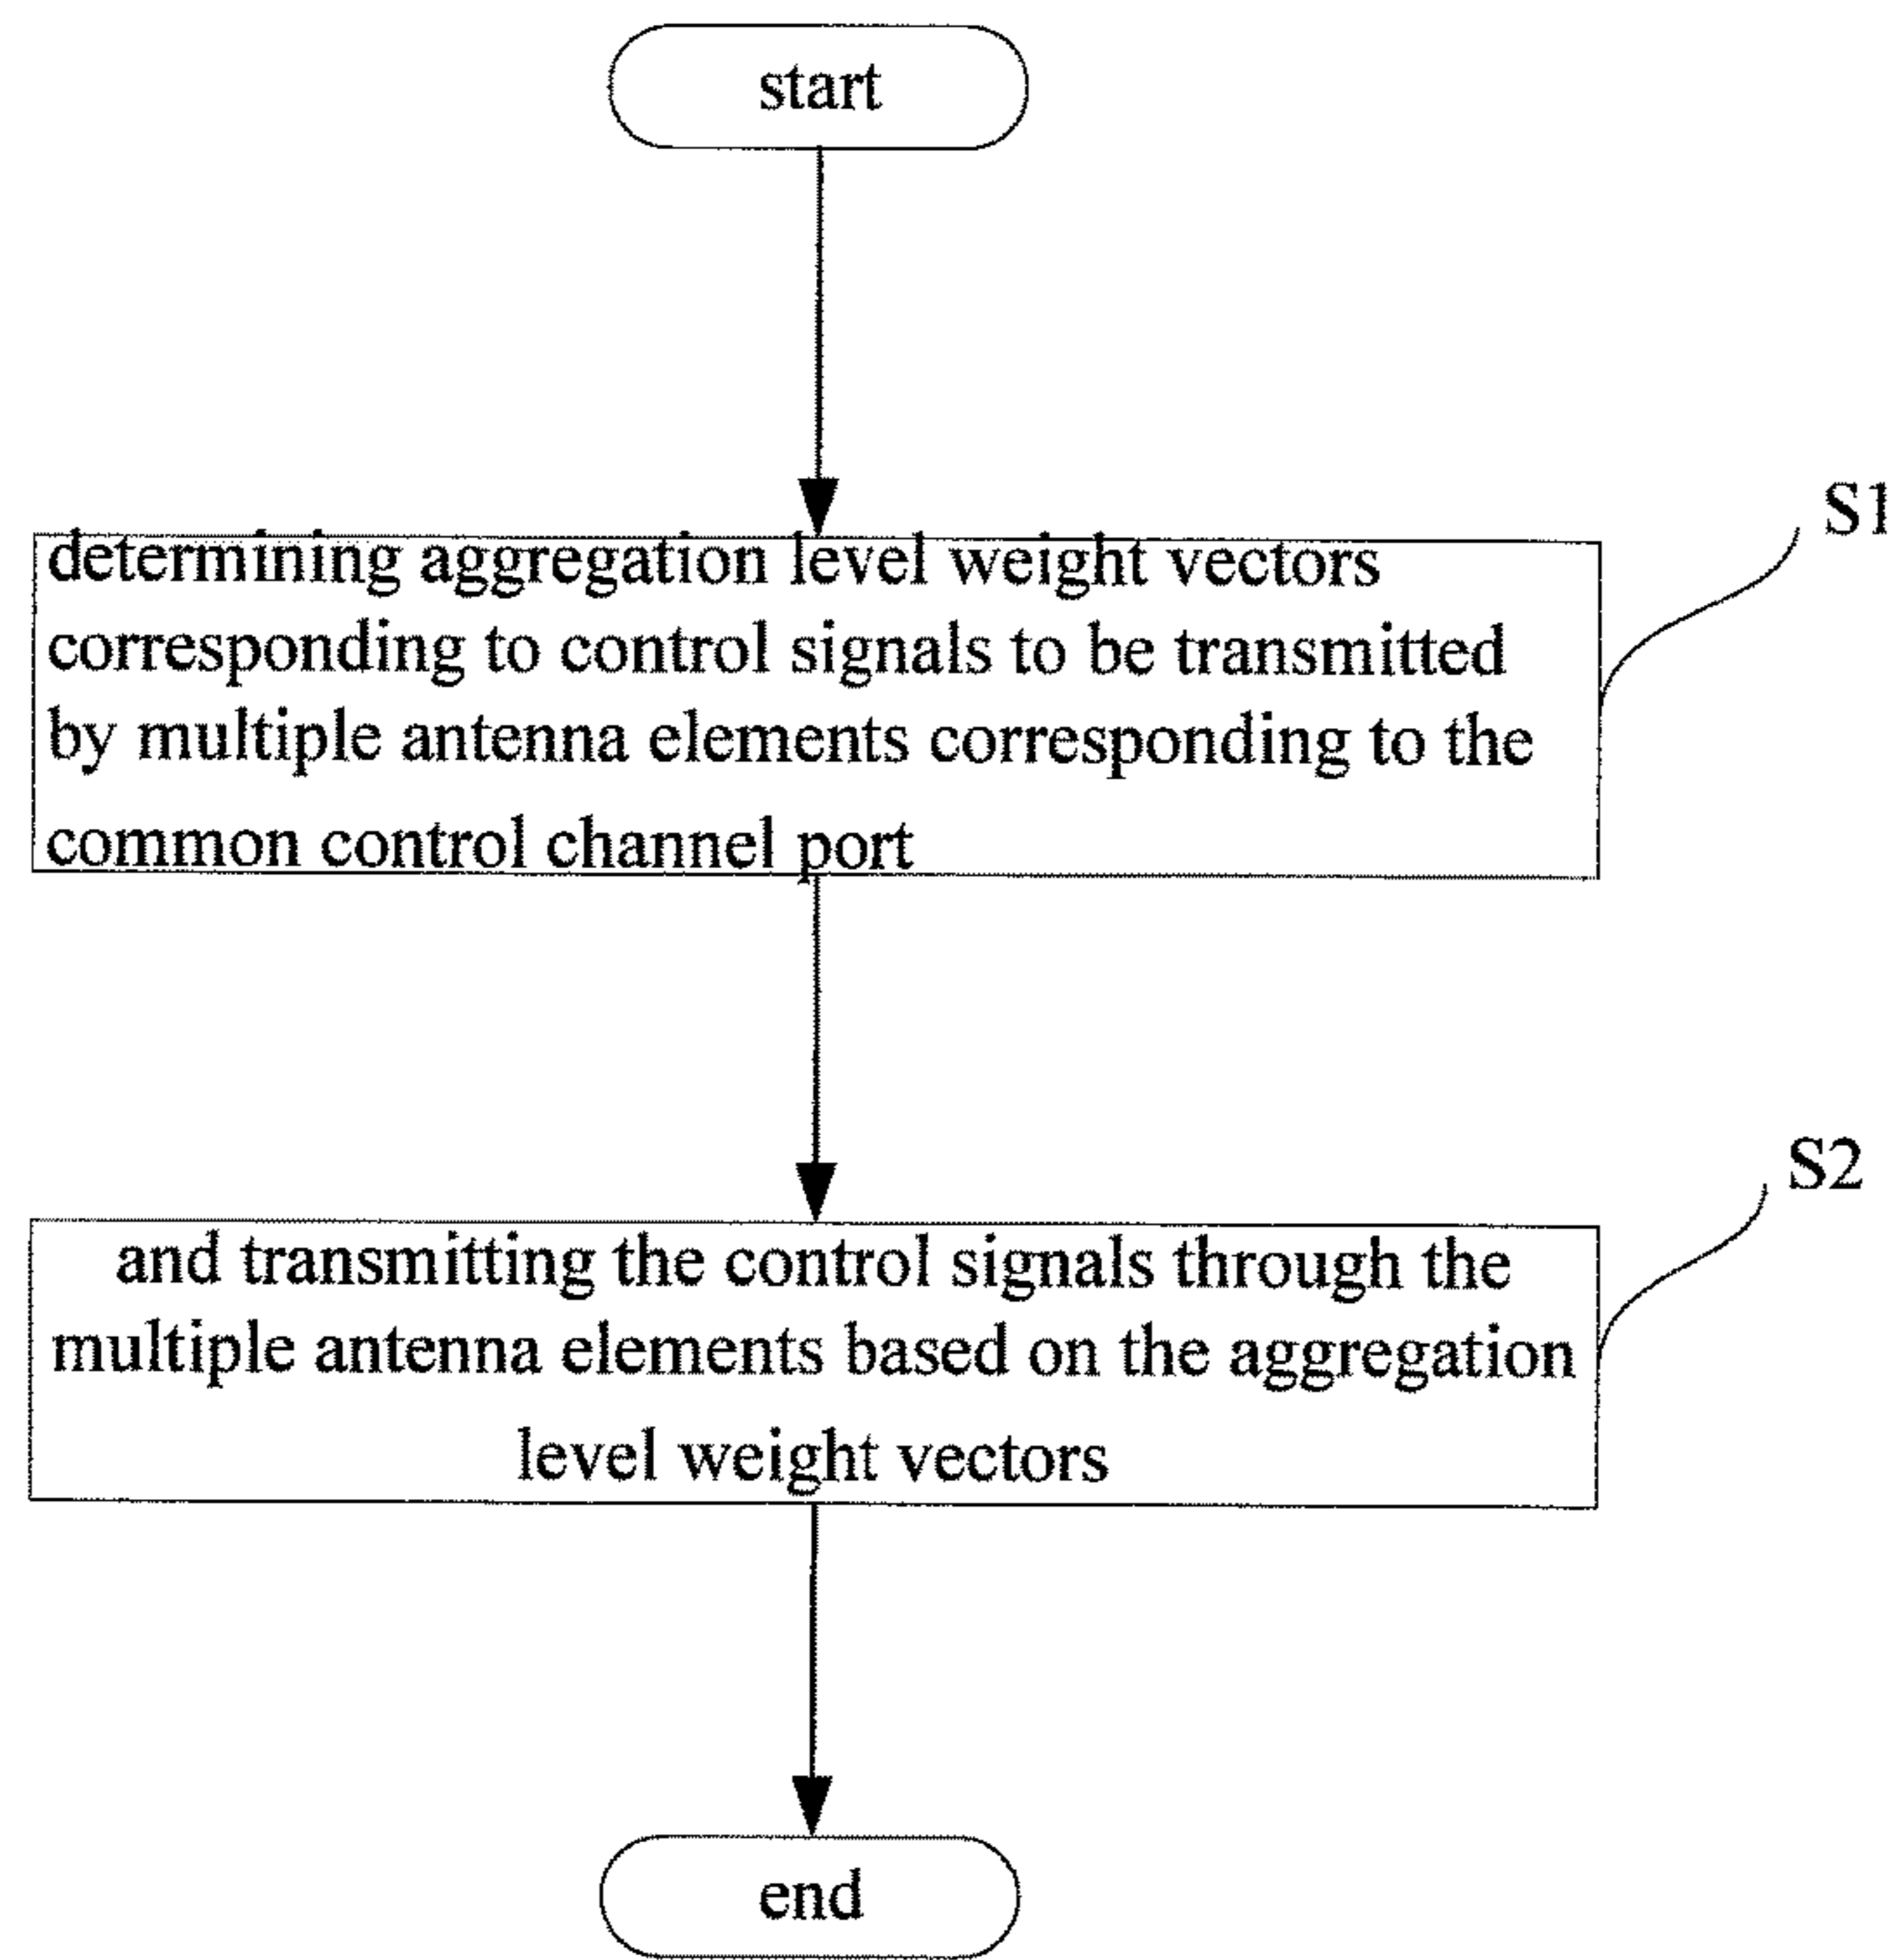 start
S1
determining aggregation level weight vectors
corresponding to control signals to be transmitted
by multiple antenna elements corresponding to the
common control channel port
S2
and transmitting the control signals through the
multiple antenna elements based on the aggregation
level weight vectors
end